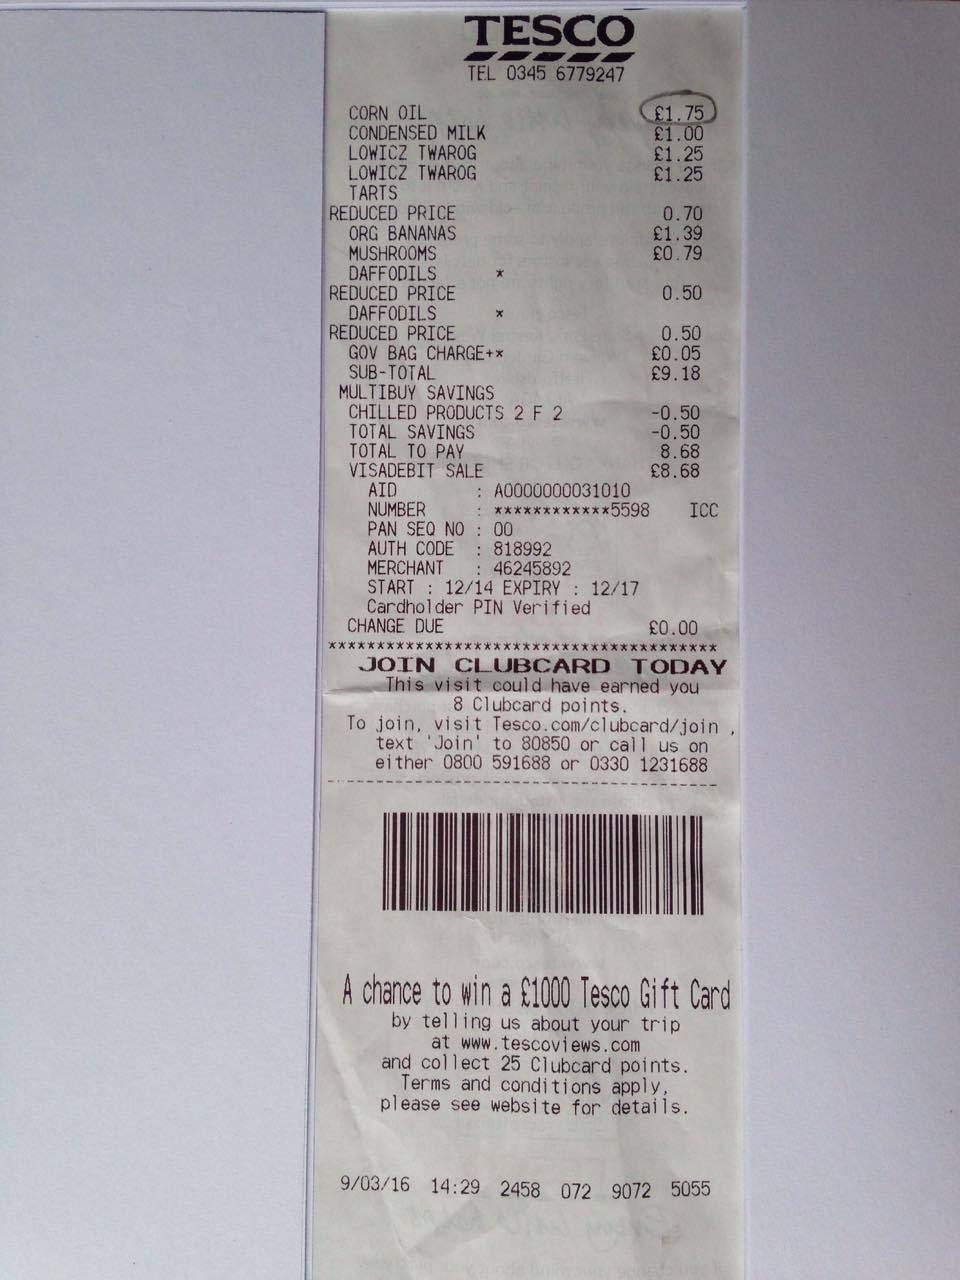 TESCO
TEL 0345 6779247
CORN OIL £1.75
CONDENSED MILK £1.00
LOWICZ TWAROG £1.25
LOWICZ TWAROG £1.25
TARTS
REDUCED PRICE 0.70
ORG BANANAS £1.39
MUSHROOMS £0.79
DAFFODILS *
REDUCED PRICE 0.50
DAFFODILS *
REDUCED PRICE 0.50
GOV BAG CHARGE+* £0.05
SUB-TOTAL £9.18
MULTIBUY SAVINGS
CHILLED PRODUCTS 2 F 2 -0.50
TOTAL SAVINGS -0.50
TOTAL TO PAY 8.68
VISADEBIT SALE £8.68
AID : A0000000031010
NUMBER : ************5598 ICC
PAN SEQ NO : 00
AUTH CODE : 818992
MERCHANT : 46245892
START : 12/14 EXPIRY : 12/17
Cardholder PIN Verified
CHANGE DUE £0.00
****************************************
JOIN CLUBCARD TODAY
This visit could have earned you
8 Clubcard points.
To join, visit Tesco.com/clubcard/join ,
text 'Join' to 80850 or call us on
either 0800 591688 or 0330 1231688
----------------------------------------
A chance to win a £1000 Tesco Gift Card
by telling us about your trip
at www.tescoviews.com
and collect 25 Clubcard points.
Terms and conditions apply,
please see website for details.
9/03/16 14:29 2458 072 9072 5055